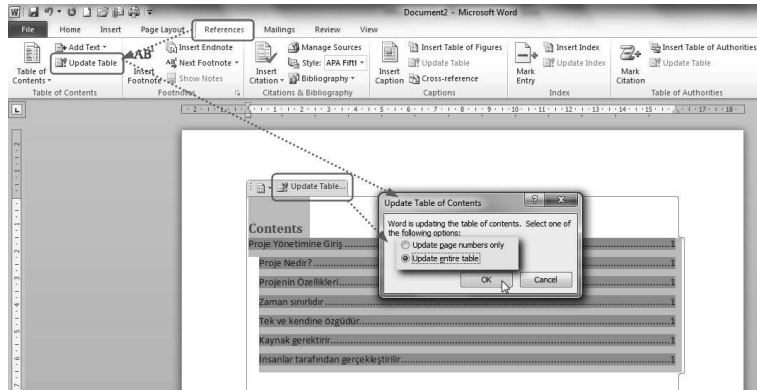 Document2 - Microsoft Word
File Home Insert Page Layout References Mailings Review View
Table of Contents
Add Text
Update Table
Table of Contents
AB
Insert Footnote
Insert Endnote
AB Next Footnote
Show Notes
Footnotes
Insert Citation
Manage Sources
Style: APA Fiftl
Bibliography
Citations & Bibliography
Insert Caption
Insert Table of Figures
Update Table
Cross-reference
Captions
Mark Entry
Insert Index
Update Index
Index
Mark Citation
Insert Table of Authorities
Update Table
Table of Authorities
Update Table...
Contents
Proje Yönetimine Giriş 1
Proje Nedir? 1
Projenin Özellikleri 1
Zaman sınırlıdır 1
Tek ve kendine özgüdür 1
Kaynak gerektirir 1
İnsanlar tarafından gerçekleştirilir 1
Update Table of Contents
Word is updating the table of contents. Select one of
the following options:
Update page numbers only
Update entire table
OK Cancel